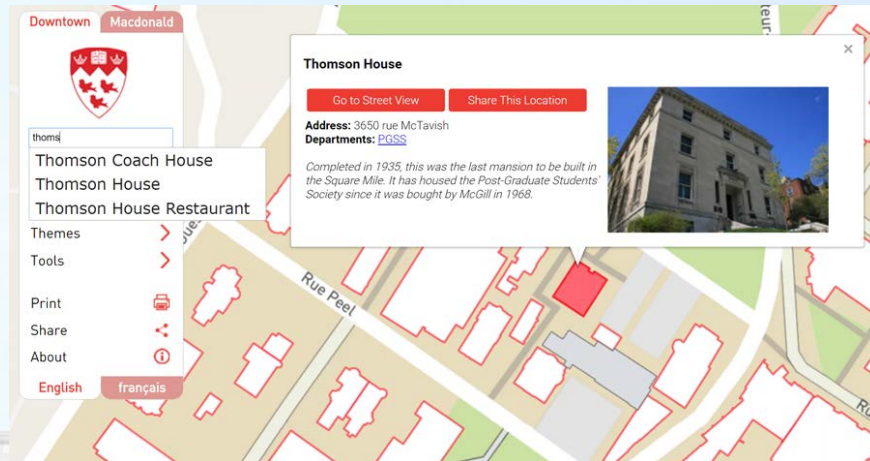 Downtown
Macdonald
thoms
Thomson Coach House
Thomson House
Thomson House Restaurant
Themes
Tools
Print
Share
About
English
français
Thomson House
Go to Street View
Share This Location
Address: 3650 rue McTavish
Departments: PGSS
Completed in 1935, this was the last mansion to be built in
the Square Mile. It has housed the Post-Graduate Students'
Society since it was bought by McGill in 1968.
Rue Peel